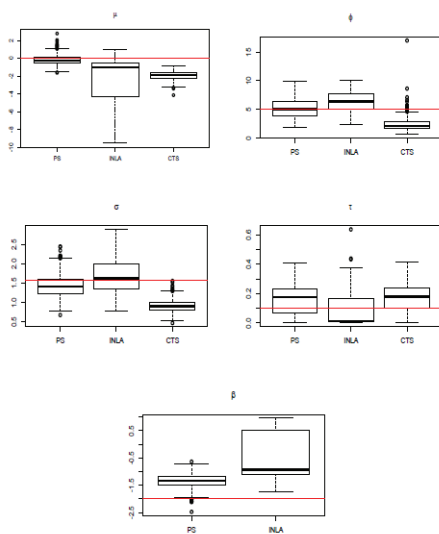 μ
2
0
-2
-4
-6
-8
-10
PS INLA CTS
ϕ
15
10
5
0
PS INLA CTS
σ
2.5
2.0
1.5
1.0
0.5
PS INLA CTS
τ
0.6
0.4
0.2
0.0
PS INLA CTS
β
0.5
-0.5
-1.5
-2.5
PS INLA